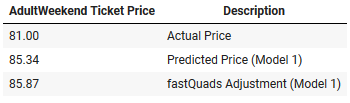 AdultWeekend Ticket Price Description
81.00 Actual Price
85.34 Predicted Price (Model 1)
85.87 fastQuads Adjustment (Model 1)